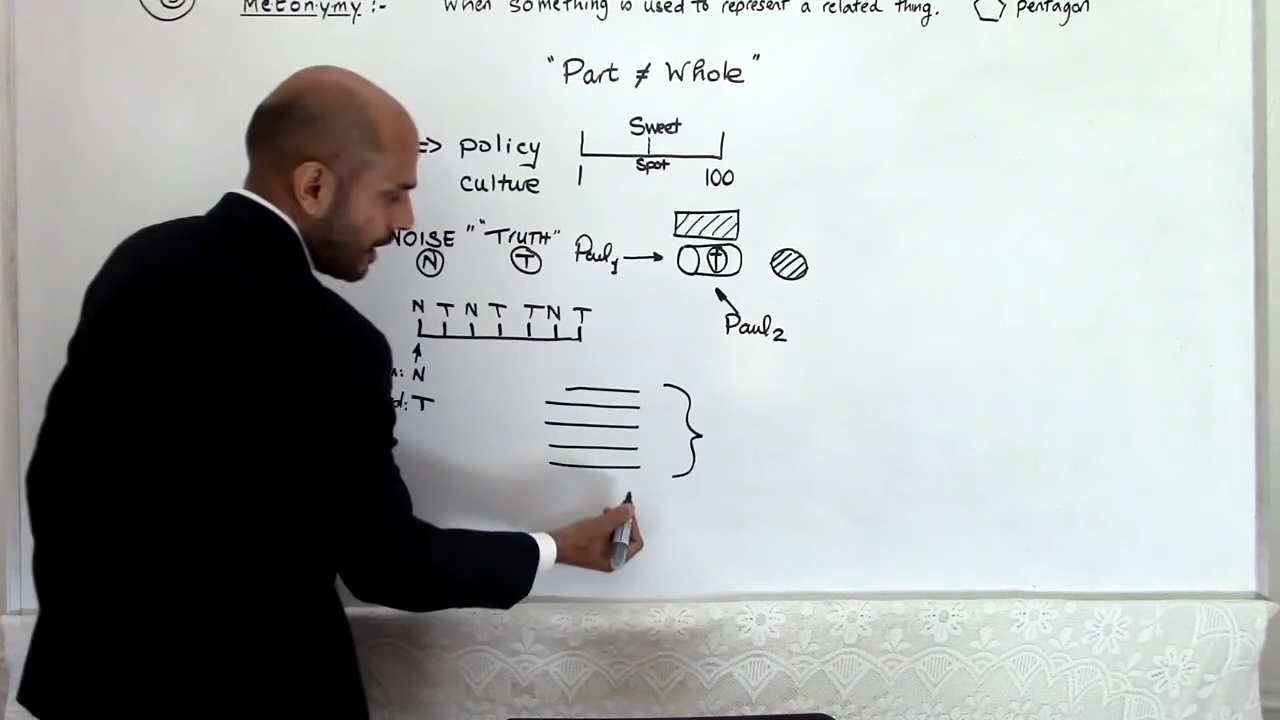 Metonymy :- When something is used to represent a related thing. Pentagon
"Part ≠ Whole"
=> policy
culture
Sweet
Spot
1 100
NOISE" "TRUTH"
N T
Paul1
T
Paul2
N T N T T N T
N
d: T